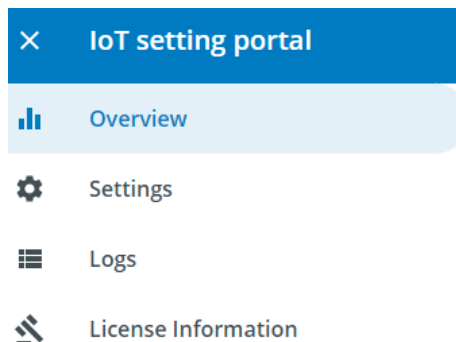 IoT setting portal
Overview
Settings
Logs
License Information